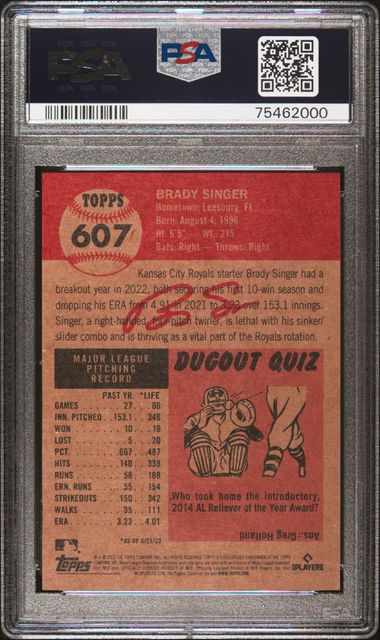 PSA
PSA
75462000
TOPPS
607
BRADY SINGER
Hometown: Leesburg, FL
Born: August 4, 1996
Ht: 6'5" — Wt.: 215
Bats: Right — Throws: Right
Kansas City Royals starter Brady Singer had a
breakout year in 2022, both securing his first 10-win season and
dropping his ERA from 4.91 in 2021 to 3.23 over 153.1 innings.
Singer, a right-handed, four-pitch twirler, is lethal with his sinker/
slider combo and is thriving as a vital part of the Royals rotation.
MAJOR LEAGUE
PITCHING
RECORD
PAST YR. *LIFE
GAMES 27 66
INN. PITCHED 153.1 346
WON 10 19
LOST 5 20
PCT. .667 .487
HITS 140 338
RUNS 58 168
ERN. RUNS 55 154
STRIKEOUTS 150 342
WALKS 35 111
ERA 3.23 4.01
*AS OF 5/21/23
DUGOUT QUIZ
Who took home the introductory,
2014 AL Reliever of the Year Award?
Ans.: Greg Holland
TOPPS
PLAYERS